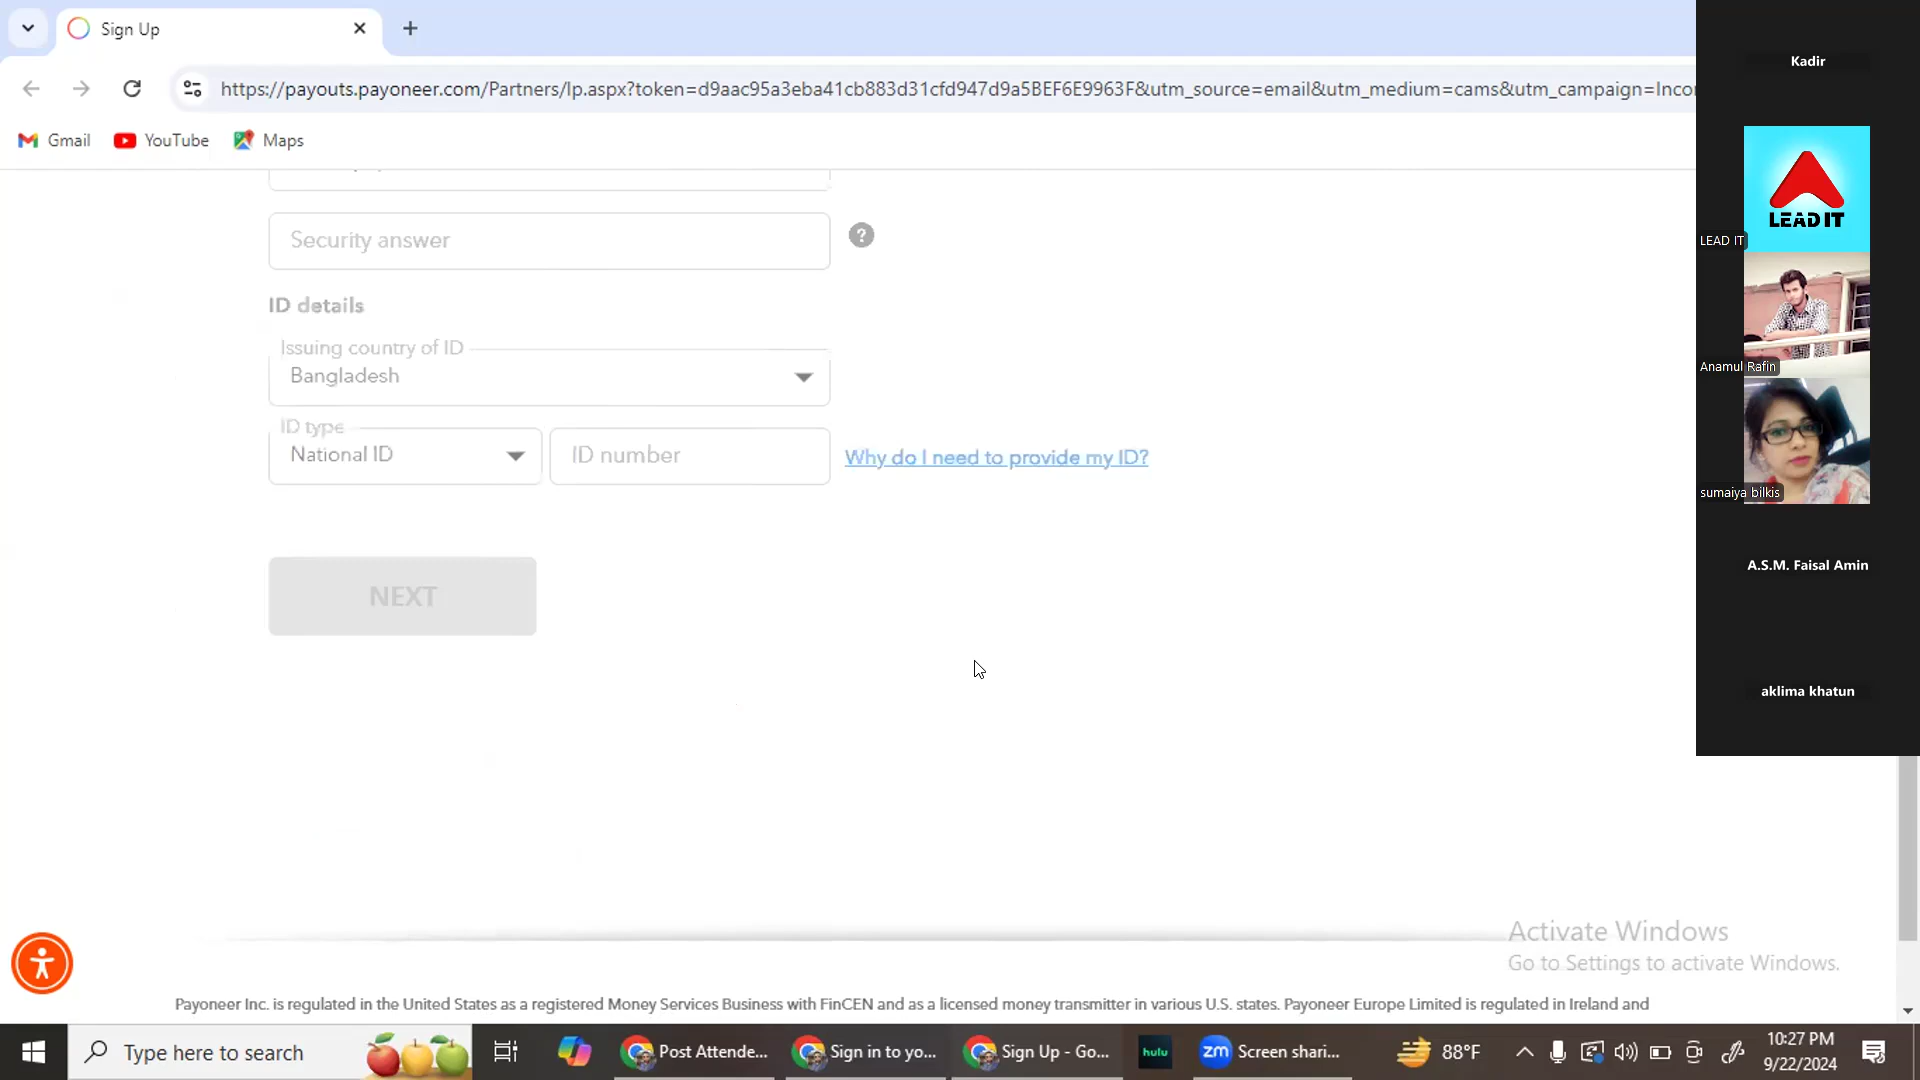 Sign Up
https://payouts.payoneer.com/Partners/lp.aspx?token=d9aac95a3eba41cb883d31cfd947d9a5BEF6E9963F&utm_source=email&utm_medium=cams&utm_campaign=Inco
Gmail
YouTube
Maps
Security answer
?
ID details
Issuing country of ID
Bangladesh
ID type
National ID
ID number
Why do I need to provide my ID?
NEXT
Kadir
LEAD IT
LEAD IT
Anamul Rafin
sumaiya bilkis
A.S.M. Faisal Amin
aklima khatun
Activate Windows
Go to Settings to activate Windows.
Payoneer Inc. is regulated in the United States as a registered Money Services Business with FinCEN and as a licensed money transmitter in various U.S. states. Payoneer Europe Limited is regulated in Ireland and
Type here to search
Post Attende...
Sign in to yo...
Sign Up - Go...
hulu
zm
Screen shari...
88°F
10:27 PM
9/22/2024